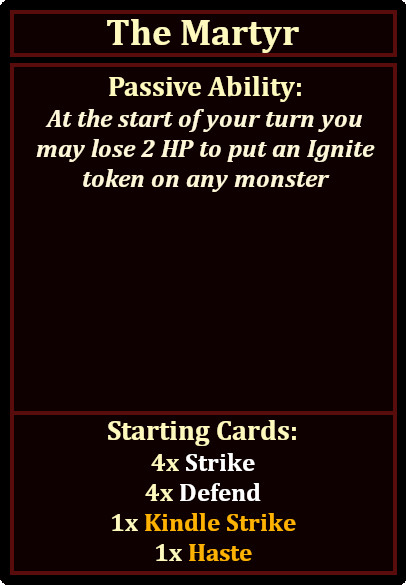 The Martyr
Passive Ability:
At the start of your turn you
may lose 2 HP to put an Ignite
token on any monster
Starting Cards:
4x Strike
4x Defend
1x Kindle Strike
1x Haste